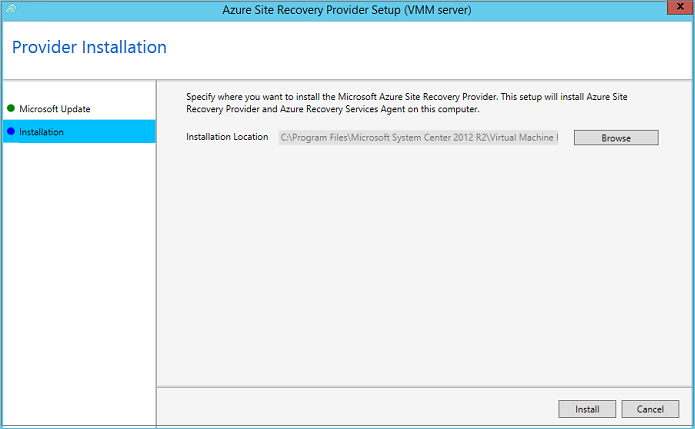 Azure Site Recovery Provider Setup (VMM server)
x
Provider Installation
Microsoft Update
Installation
Specify where you want to install the Microsoft Azure Site Recovery Provider. This setup will install Azure Site
Recovery Provider and Azure Recovery Services Agent on this computer.
Installation Location C:\Program Files\Microsoft System Center 2012 R2\Virtual Machine Browse
Install Cancel